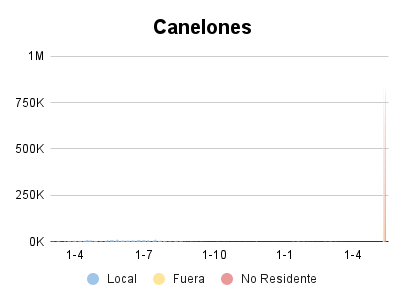 Canelones
1M
750K
500K
250K
0K
1-4 1-7 1-10 1-1 1-4
Local Fuera No Residente